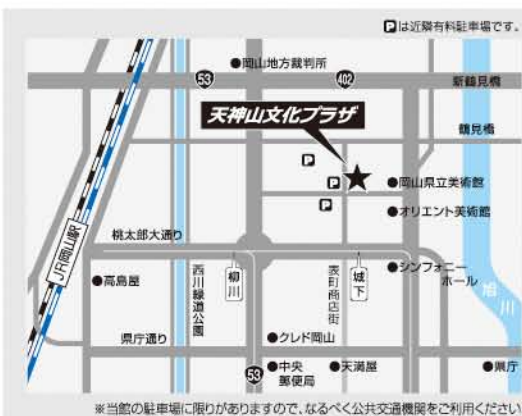 Pは近隣有料駐車場です。
岡山地方裁判所
53
402
新鶴見橋
天神山文化プラザ
鶴見橋
P
P
岡山県立美術館
P
オリエント美術館
JR岡山駅
桃太郎大通り
高島屋
西川緑道公園
柳川
表町商店街
城下
シンフォニー
ホール
旭川
県庁通り
クレド岡山
53
中央
郵便局
天満屋
県庁
※当館の駐車場に限りがありますので、なるべく公共交通機関をご利用ください